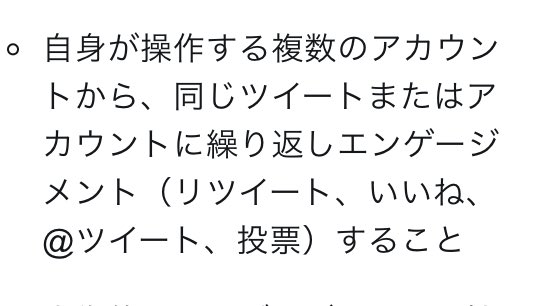 ○ 自身が操作する複数のアカウン
トから、同じツイートまたはア
カウントに繰り返しエンゲージ
メント（リツイート、いいね、
@ツイート、投票）すること